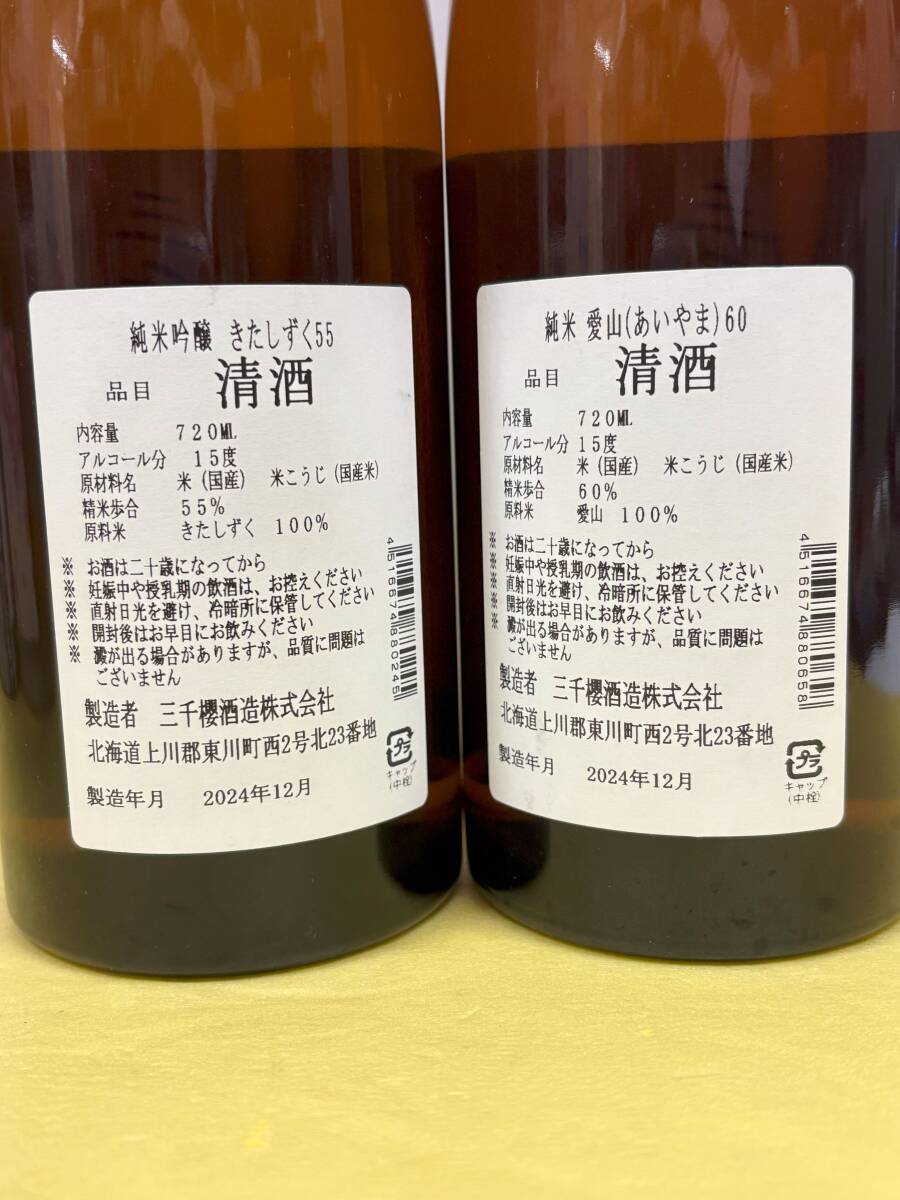 純米吟醸 きたしずく55
品目 清酒
内容量 720ML
アルコール分 15度
原材料名 米（国産） 米こうじ（国産米）
精米歩合 55%
原料米 きたしずく 100%
※ お酒は二十歳になってから
※ 妊娠中や授乳期の飲酒は、お控えください
※ 直射日光を避け、冷暗所に保管してください
※ 開封後はお早目にお飲みください
※ 澱が出る場合がありますが、品質に問題は
ございません
製造者 三千櫻酒造株式会社
北海道上川郡東川町西2号北23番地
製造年月 2024年12月
4516674880245
プラ
キャップ
(中栓)
純米 愛山(あいやま)60
品目 清酒
内容量 720ML
アルコール分 15度
原材料名 米（国産） 米こうじ（国産米）
精米歩合 60%
原料米 愛山 100%
※ お酒は二十歳になってから
※ 妊娠中や授乳期の飲酒は、お控えください
※ 直射日光を避け、冷暗所に保管してください
※ 開封後はお早目にお飲みください
※ 澱が出る場合がありますが、品質に問題は
ございません
製造者 三千櫻酒造株式会社
北海道上川郡東川町西2号北23番地
製造年月 2024年12月
4516674880658
プラ
キャップ
(中栓)